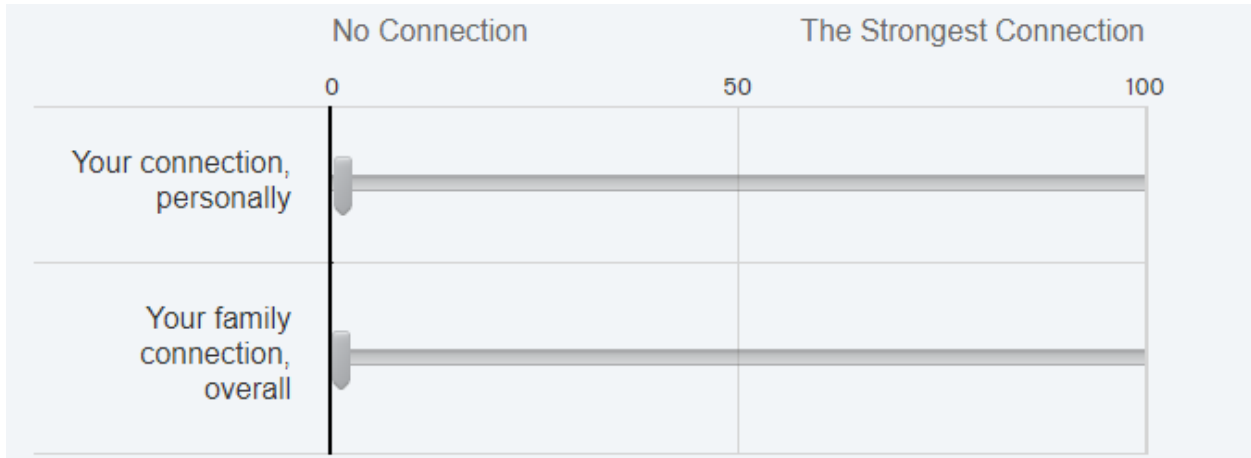 No Connection The Strongest Connection
0 50 100
Your connection,
personally
Your family
connection,
overall